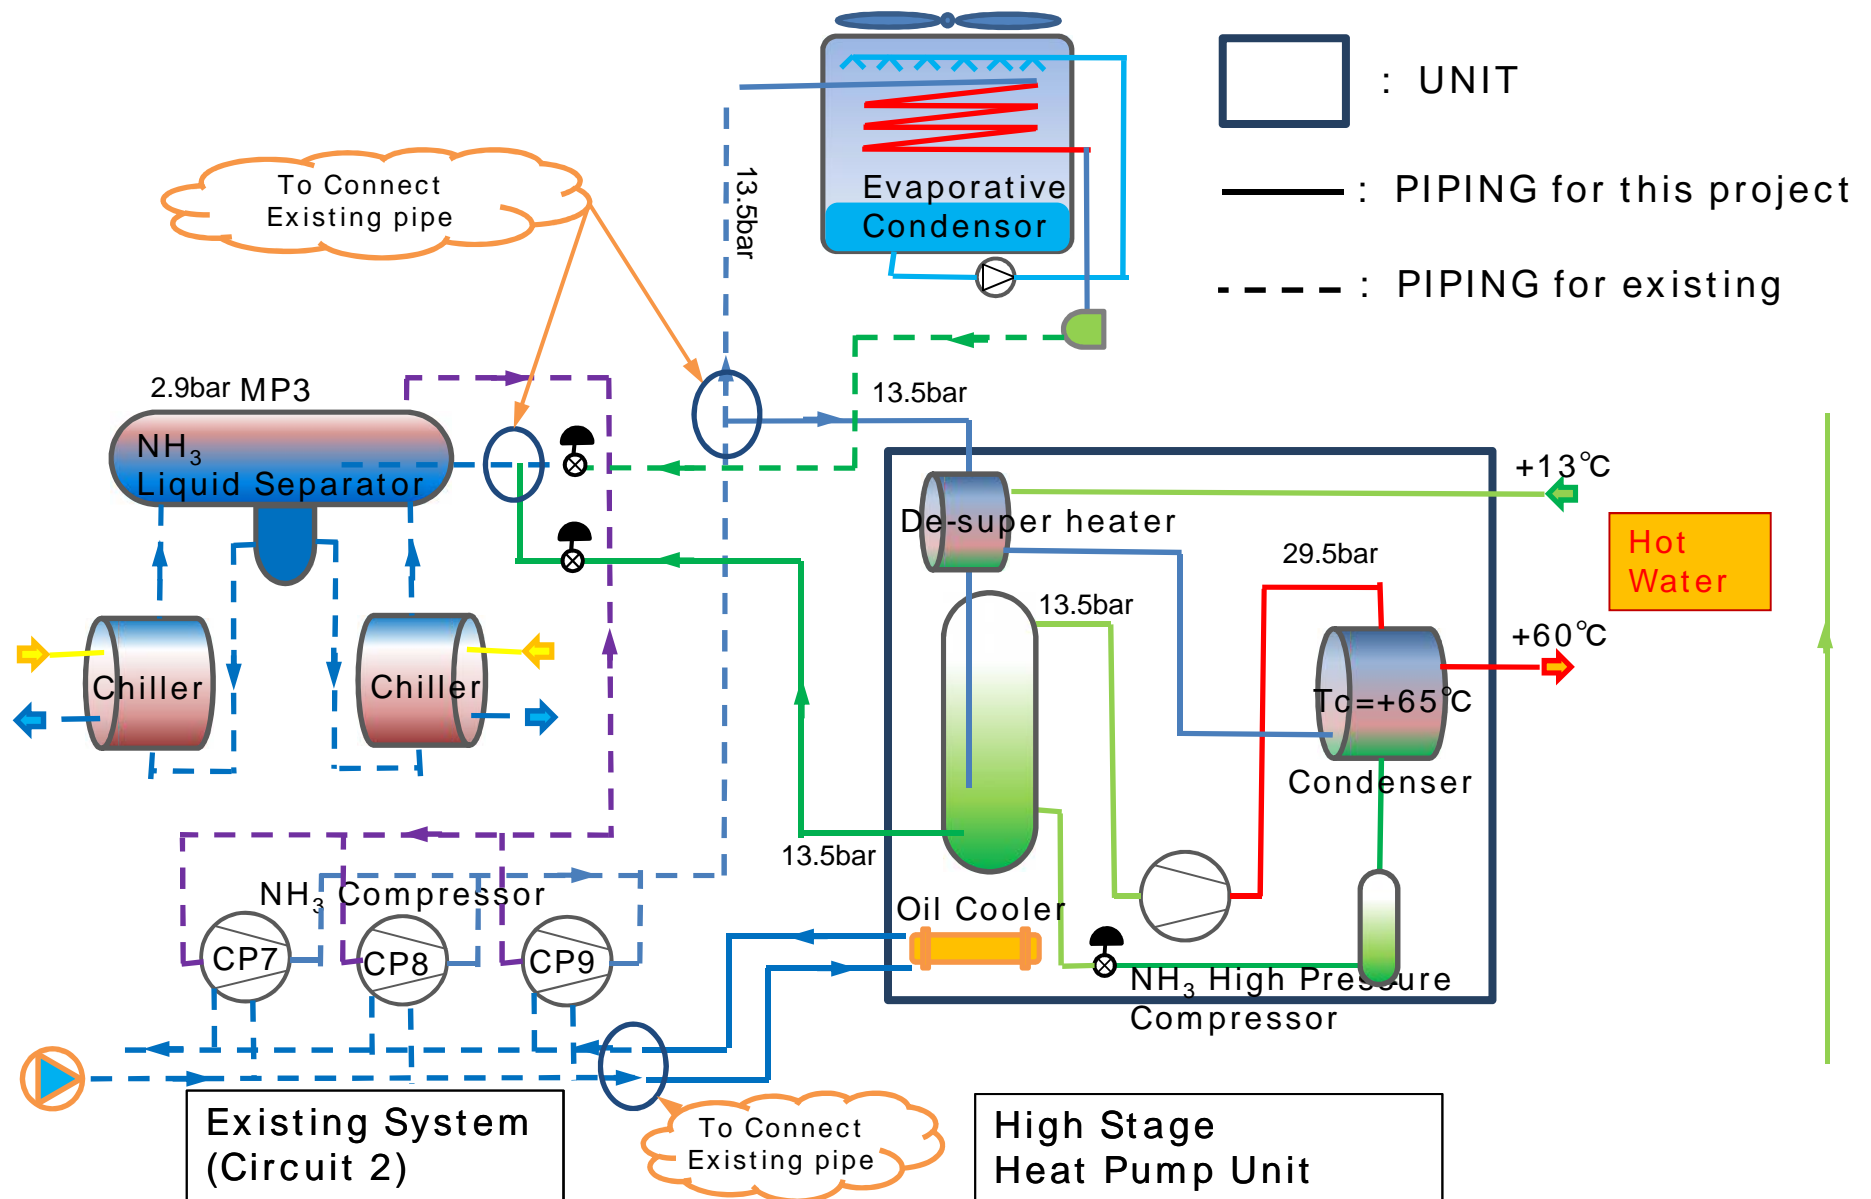 : UNIT
: PIPING for this project
: PIPING for existing
To Connect
Existing pipe
13.5bar
Evaporative
Condensor
2.9bar MP3
NH₃
Liquid Separator
13.5bar
+13℃
De-super heater
Hot
Water
29.5bar
13.5bar
+60℃
Chiller
Chiller
Tc=+65℃
Condenser
13.5bar
NH₃ Compressor
Oil Cooler
CP7
CP8
CP9
NH₃ High Pressure
Compressor
To Connect
Existing pipe
Existing System
(Circuit 2)
High Stage
Heat Pump Unit